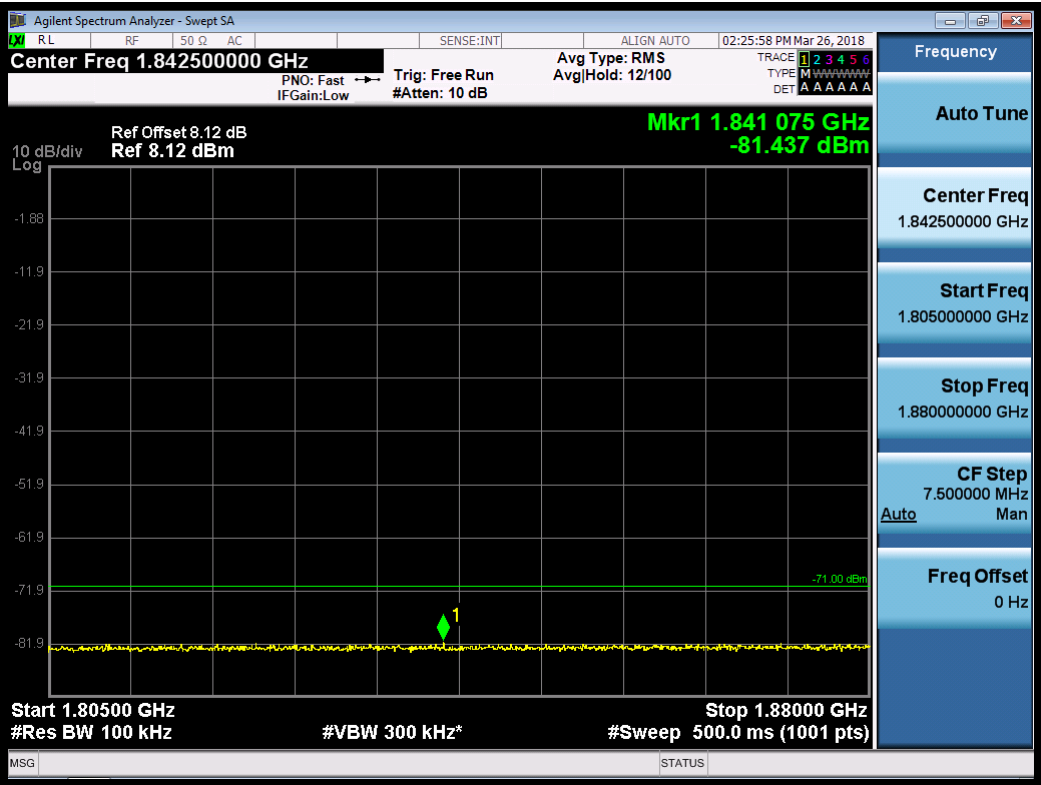 Agilent Spectrum Analyzer - Swept SA
LXI RL RF 50 Ω AC SENSE:INT ALIGN AUTO 02:25:58 PM Mar 26, 2018
Center Freq 1.842500000 GHz
PNO: Fast
IFGain:Low
Trig: Free Run
#Atten: 10 dB
Avg Type: RMS
Avg|Hold: 12/100
TRACE 1 2 3 4 5 6
TYPE M WWWWW
DET A A A A A A
Mkr1 1.841 075 GHz
-81.437 dBm
Ref Offset 8.12 dB
10 dB/div Ref 8.12 dBm
Log
-1.88
-11.9
-21.9
-31.9
-41.9
-51.9
-61.9
-71.00 dBm
-71.9
1
-81.9
Start 1.80500 GHz Stop 1.88000 GHz
#Res BW 100 kHz #VBW 300 kHz* #Sweep 500.0 ms (1001 pts)
MSG STATUS
Frequency
Auto Tune
Center Freq
1.842500000 GHz
Start Freq
1.805000000 GHz
Stop Freq
1.880000000 GHz
CF Step
7.500000 MHz
Auto Man
Freq Offset
0 Hz